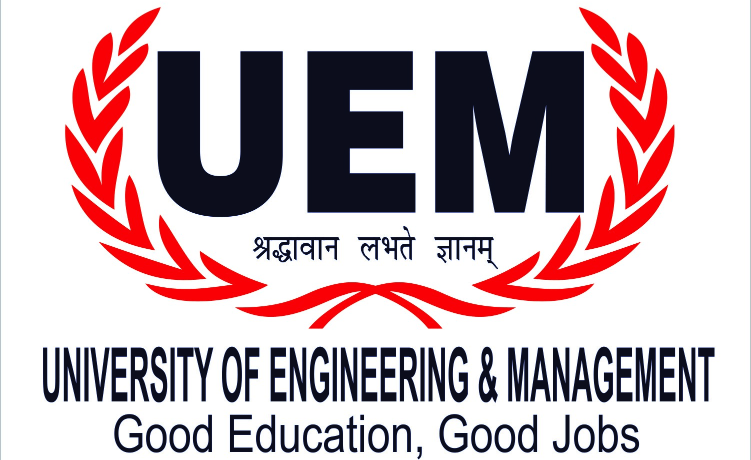 UEM
श्रद्धावान लभते ज्ञानम्
UNIVERSITY OF ENGINEERING & MANAGEMENT
Good Education, Good Jobs